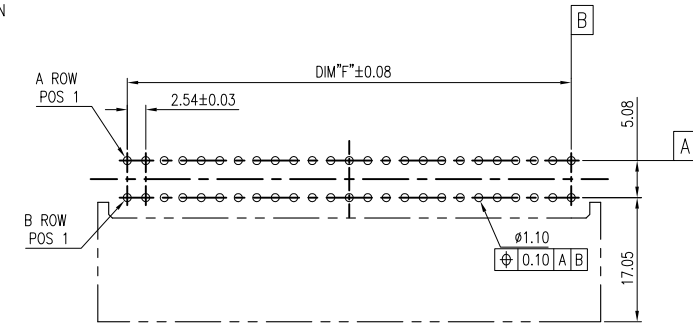 N
B
DIM"F"±0.08
A ROW
POS 1
2.54±0.03
5.08
A
B ROW
POS 1
ø1.10
⌖ 0.10 A B
17.05